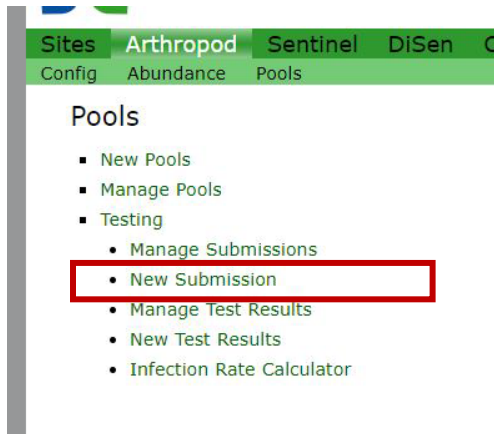 Sites Arthropod Sentinel DiSen
Config Abundance Pools
Pools
New Pools
Manage Pools
Testing
Manage Submissions
New Submission
Manage Test Results
New Test Results
Infection Rate Calculator